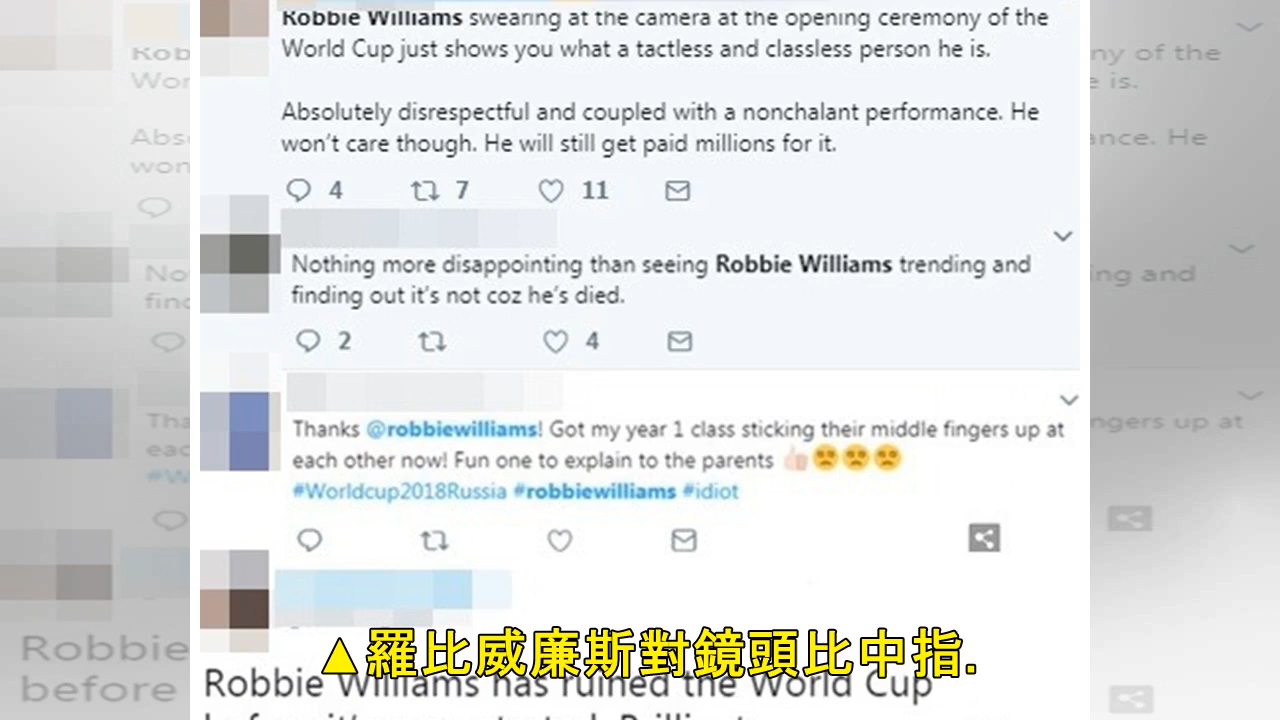 Robbie Williams swearing at the camera at the opening ceremony of the
World Cup just shows you what a tactless and classless person he is.
Absolutely disrespectful and coupled with a nonchalant performance. He
won't care though. He will still get paid millions for it.
4 7 11
Nothing more disappointing than seeing Robbie Williams trending and
finding out it's not coz he's died.
2 4
Thanks @robbiewilliams! Got my year 1 class sticking their middle fingers up at
each other now! Fun one to explain to the parents 👍😒😒😒
#Worldcup2018Russia #robbiewilliams #idiot
▲羅比威廉斯對鏡頭比中指.
Robbie Williams has ruined the World Cup